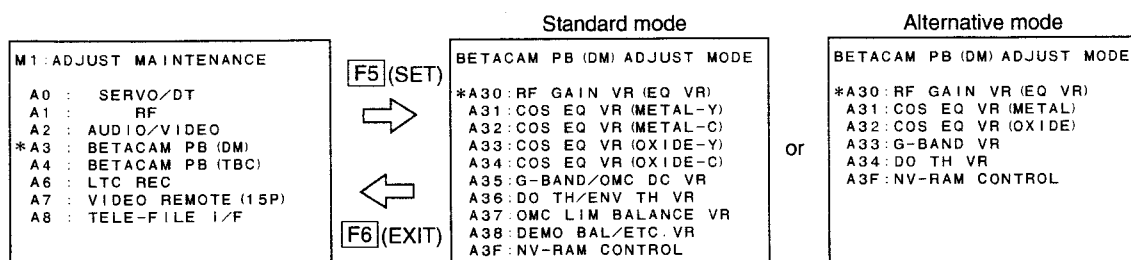 M1:ADJUST MAINTENANCE
A0 : SERVO/DT
A1 : RF
A2 : AUDIO/VIDEO
*A3 : BETACAM PB (DM)
A4 : BETACAM PB (TBC)
A6 : LTC REC
A7 : VIDEO REMOTE (15P)
A8 : TELE-FILE I/F
F5 (SET)
F6 (EXIT)
Standard mode
BETACAM PB (DM) ADJUST MODE
*A30:RF GAIN VR (EQ VR)
A31:COS EQ VR (METAL-Y)
A32:COS EQ VR (METAL-C)
A33:COS EQ VR (OXIDE-Y)
A34:COS EQ VR (OXIDE-C)
A35:G-BAND/OMC DC VR
A36:DO TH/ENV TH VR
A37:OMC LIM BALANCE VR
A38:DEMO BAL/ETC.VR
A3F:NV-RAM CONTROL
or
Alternative mode
BETACAM PB (DM) ADJUST MODE
*A30:RF GAIN VR (EQ VR)
A31:COS EQ VR (METAL)
A32:COS EQ VR (OXIDE)
A33:G-BAND VR
A34:DO TH VR
A3F:NV-RAM CONTROL